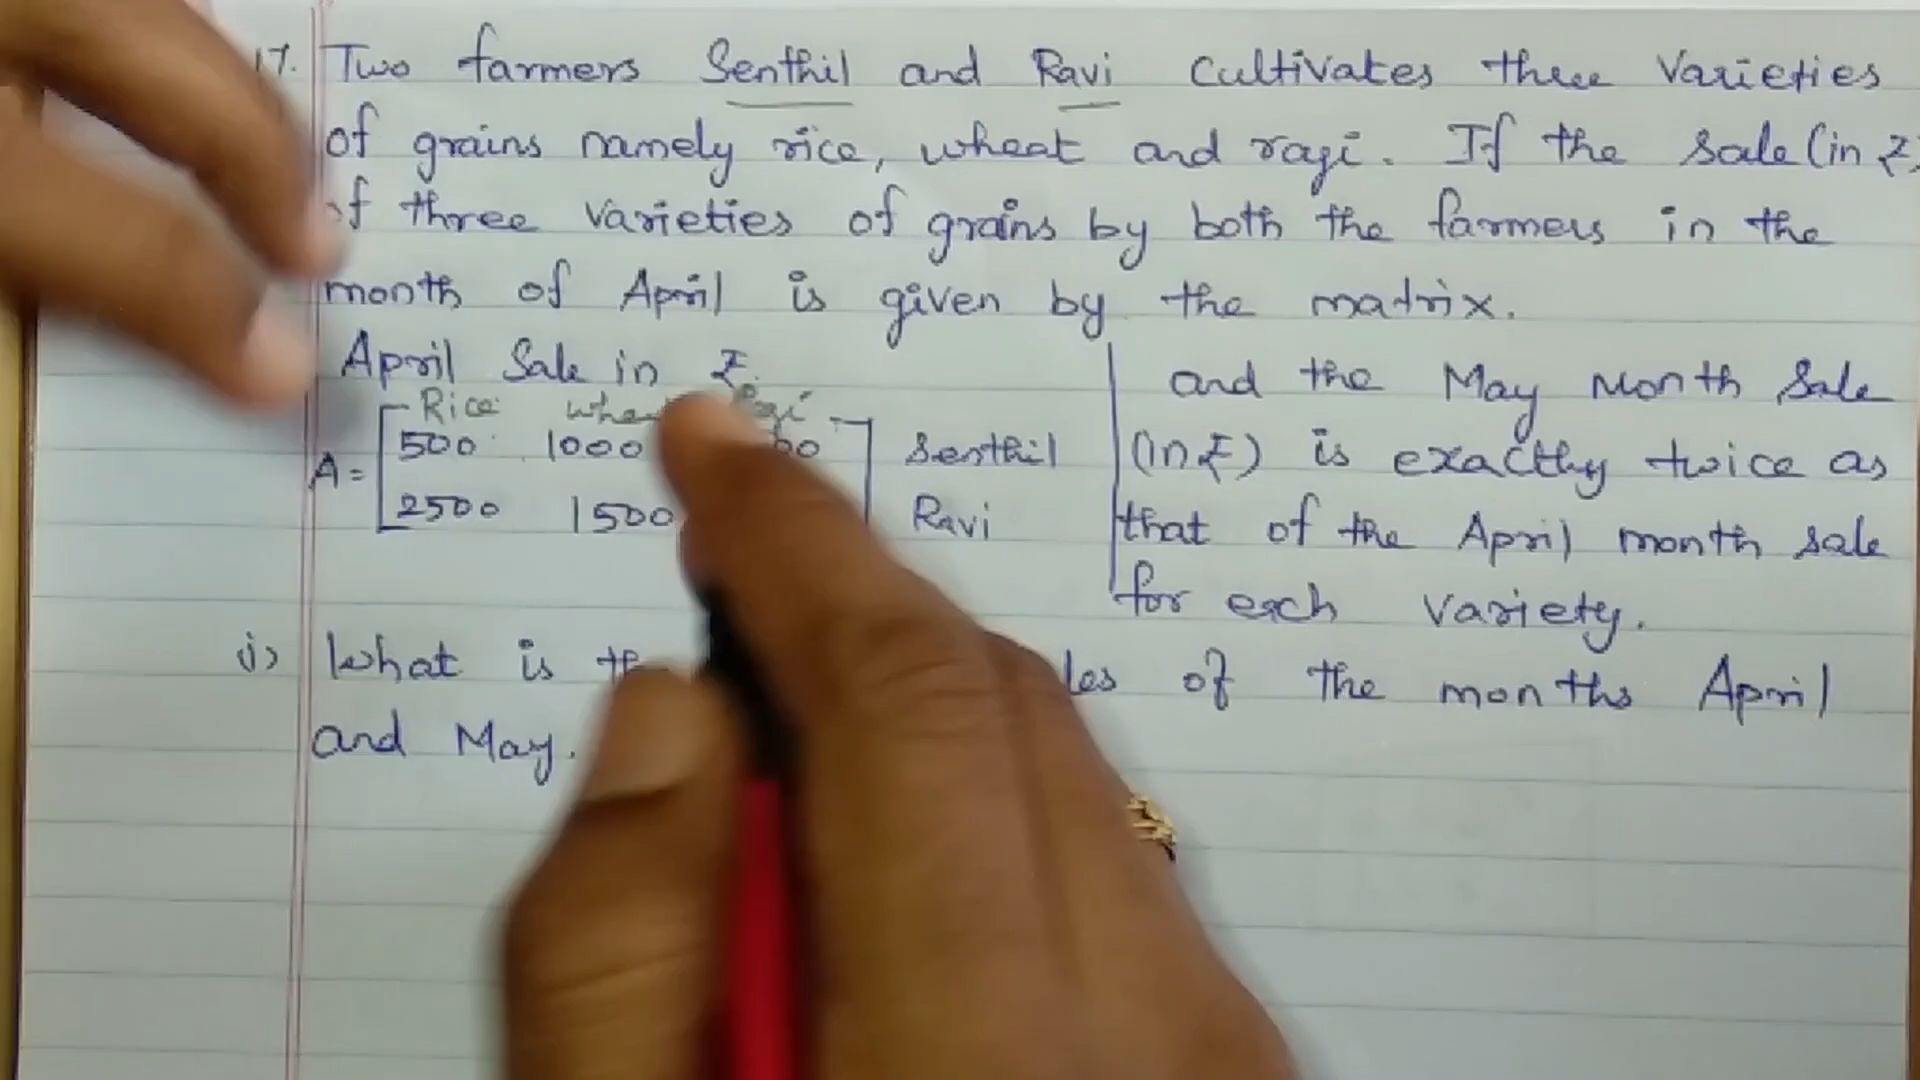 17. Two farmers Senthil and Ravi Cultivates three Varieties
of grains namely rice, wheat and ragi. If the sale (in ₹)
of three Varieties of grains by both the farmers in the
month of April is given by the matrix.
April Sale in ₹.
Rice
A = 500 1000
2500 1500
Senthil
Ravi
and the May Month Sale
(in ₹) is exactly twice as
that of the April month sale
for each variety.
i) What is of the months April
and May.